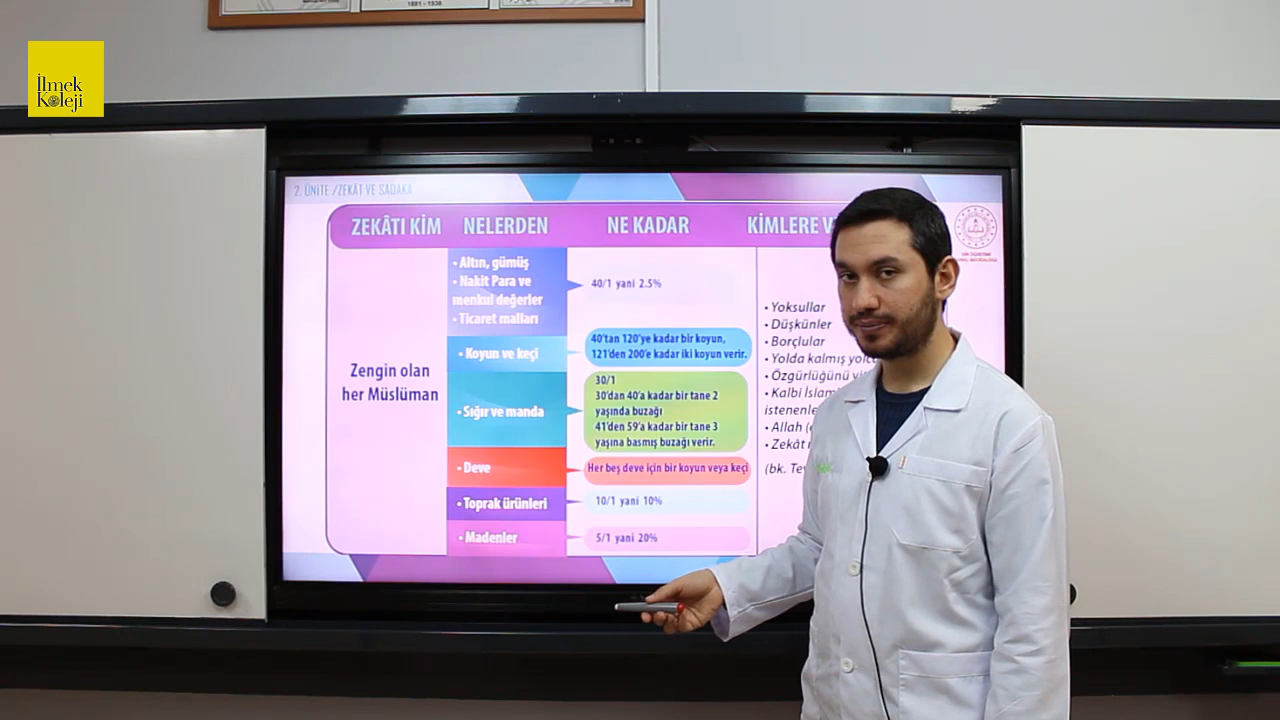 1881 - 1938
İlmek
Koleji
2. ÜNİTE /ZEKÂT VE SADAKA
ZEKÂTI KİM
NELERDEN
NE KADAR
KİMLERE
Zengin olan
her Müslüman
• Altın, gümüş
• Nakit Para ve
menkul değerler
• Ticaret malları
40/1 yani 2.5%
• Koyun ve keçi
40'tan 120'ye kadar bir koyun,
121'den 200'e kadar iki koyun verir.
• Sığır ve manda
30/1
30'dan 40'a kadar bir tane 2
yaşında buzağı
41'den 59'a kadar bir tane 3
yaşına basmış buzağı verir.
• Deve
Her beş deve için bir koyun veya keçi
• Toprak ürünleri
10/1 yani 10%
• Madenler
5/1 yani 20%
• Yoksullar
• Düşkünler
• Borçlular
• Yolda kalmış
• Özgürlüğünü
• Kalbi
• Allah
• Zekât
(bk.